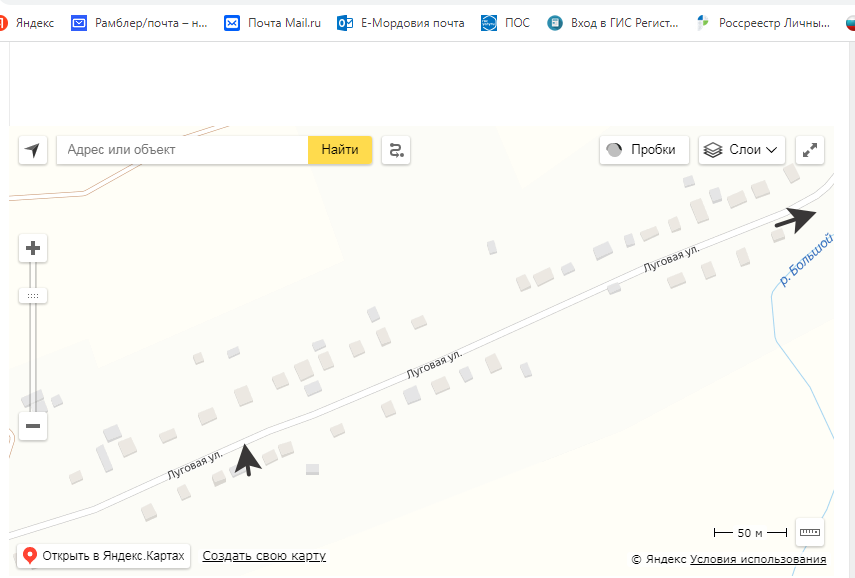 Яндекс Рамблер/почта – н... Почта Mail.ru Е-Мордовия почта ПОС Вход в ГИС Регист... Россреестр Личны...
Адрес или объект Найти Пробки Слои
Луговая ул.
р. Большой
Луговая ул.
Луговая ул.
50 м
Открыть в Яндекс.Картах Создать свою карту © Яндекс Условия использования